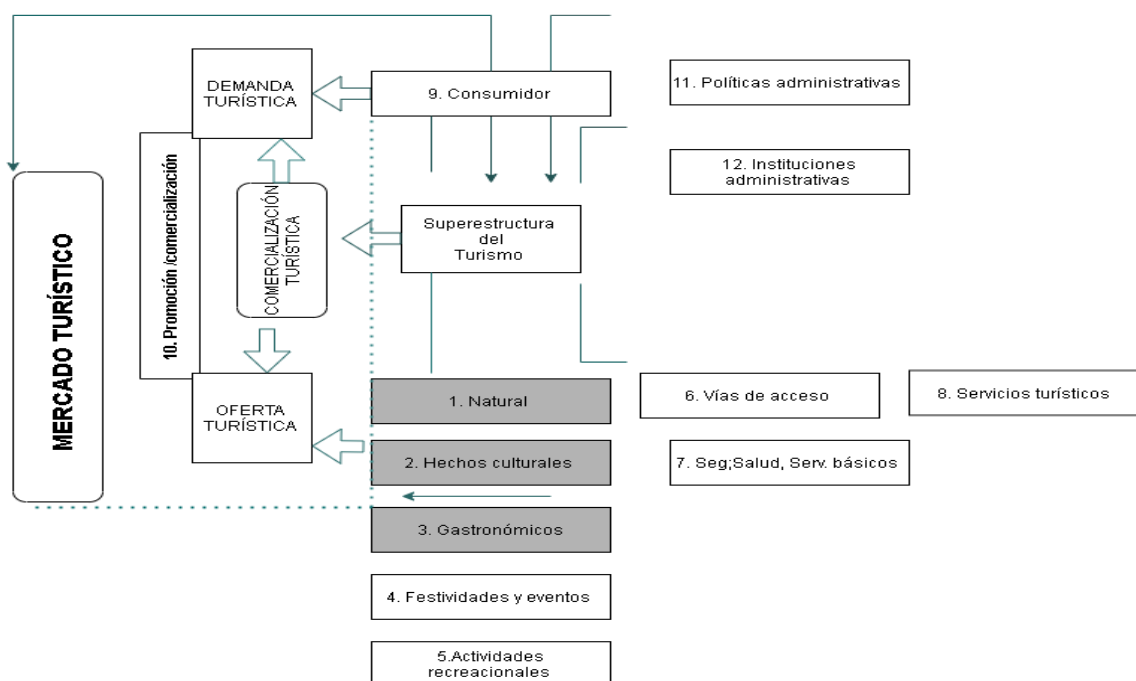 DEMANDA
TURÍSTICA
9. Consumidor
11. Políticas administrativas
12. Instituciones
administrativas
MERCADO TURÍSTICO
10. Promoción /comercialización
COMERCIALIZACIÓN
TURÍSTICA
Superestructura
del
Turismo
OFERTA
TURÍSTICA
1. Natural
6. Vías de acceso
8. Servicios turísticos
2. Hechos culturales
7. Seg;Salud, Serv. básicos
3. Gastronómicos
4. Festividades y eventos
5.Actividades
recreacionales